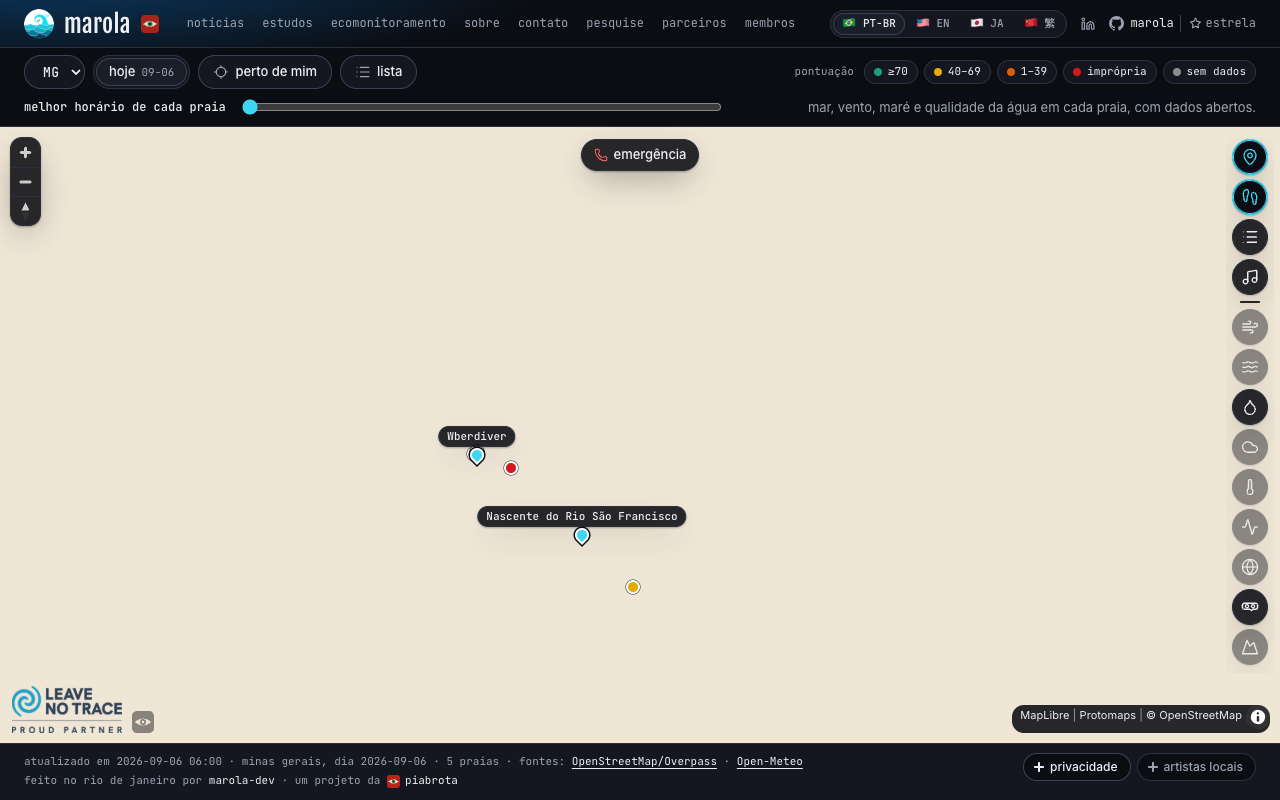 marola notícias estudos ecomonitoramento sobre contato pesquise parceiros membros PT-BR EN JA 繁 marola estrela
MG hoje 09-06 perto de mim lista pontuação ≥70 40–69 1–39 imprópria sem dados
melhor horário de cada praia mar, vento, maré e qualidade da água em cada praia, com dados abertos.
emergência
Wberdiver
Nascente do Rio São Francisco
LEAVE
NO TRACE
PROUD PARTNER
MapLibre | Protomaps | © OpenStreetMap
atualizado em 2026-09-06 06:00 · minas gerais, dia 2026-09-06 · 5 praias · fontes: OpenStreetMap/Overpass · Open-Meteo
feito no rio de janeiro por marola-dev · um projeto da piabrota
+ privacidade + artistas locais